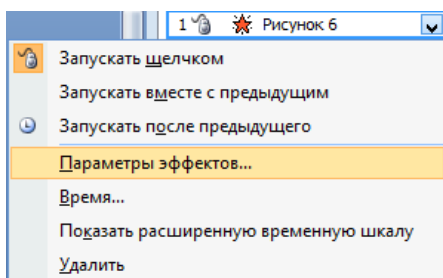 1 Рисунок 6
Запускать щелчком
Запускать вместе с предыдущим
Запускать после предыдущего
Параметры эффектов...
Время...
Показать расширенную временную шкалу
Удалить